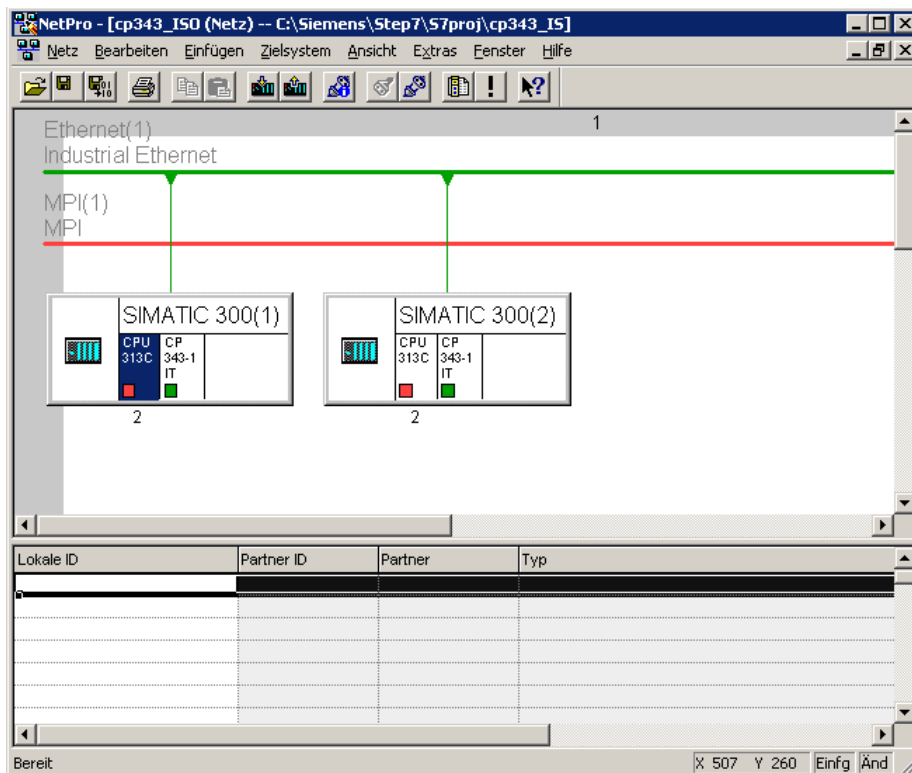 NetPro - [cp343_ISO (Netz) -- C:\Siemens\Step7\S7proj\cp343_IS]
Netz Bearbeiten Einfügen Zielsystem Ansicht Extras Fenster Hilfe
1
Ethernet(1)
Industrial Ethernet
MPI(1)
MPI
SIMATIC 300(1)
CPU 313C
CP 343-1 IT
2
SIMATIC 300(2)
CPU 313C
CP 343-1 IT
2
Lokale ID Partner ID Partner Typ
Bereit X 507 Y 260 Einfg Änd